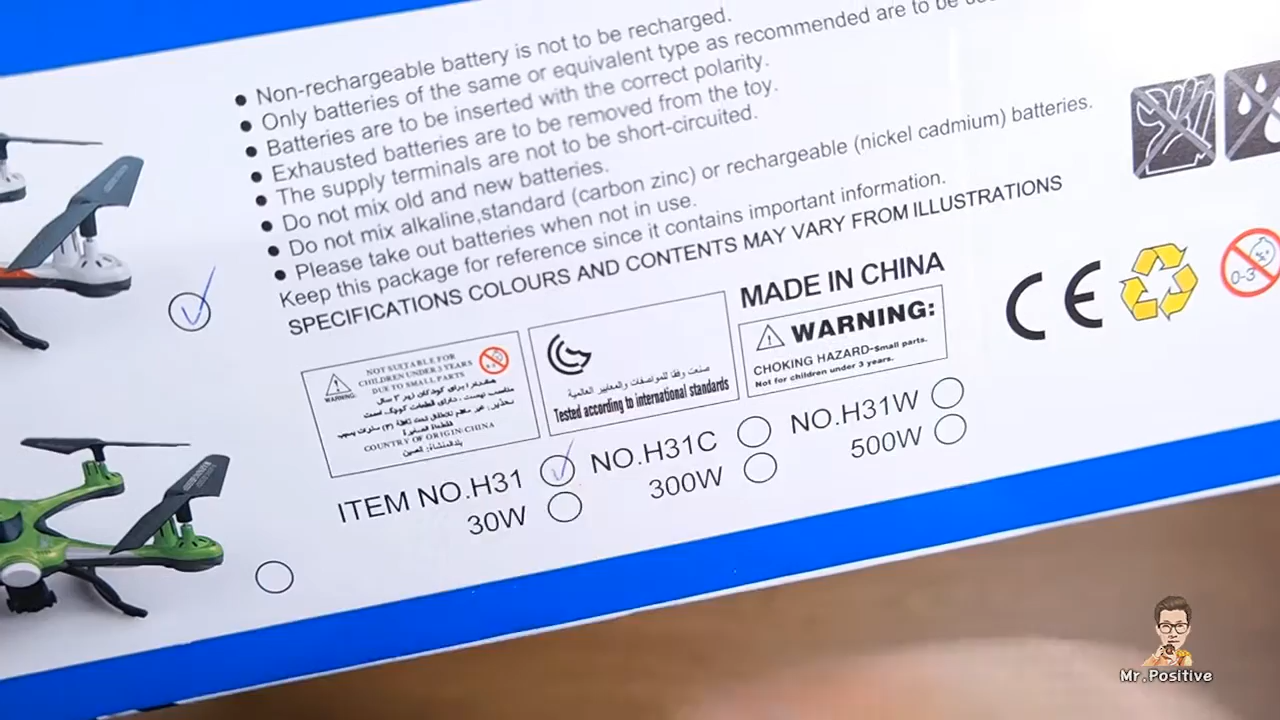 ● Non-rechargeable battery is not to be recharged.
● Only batteries of the same or equivalent type as recommended are to be
● Batteries are to be inserted with the correct polarity.
● Exhausted batteries are to be removed from the toy.
● The supply terminals are not to be short-circuited.
● Do not mix old and new batteries.
● Do not mix alkaline,standard (carbon zinc) or rechargeable (nickel cadmium) batteries.
● Please take out batteries when not in use.
Keep this package for reference since it contains important information.
SPECIFICATIONS COLOURS AND CONTENTS MAY VARY FROM ILLUSTRATIONS
MADE IN CHINA
WARNING:
NOT SUITABLE FOR
CHILDREN UNDER 3 YEARS
DUE TO SMALL PARTS
COUNTRY OF ORIGIN:CHINA
بلدالمنشاة: الصين
صنعت وفقا للمواصفات والمعايير العالمية
Tested according to international standards
WARNING:
CHOKING HAZARD-Small parts.
Not for children under 3 years.
CE
0-3
ITEM NO.H31
NO.H31C
NO.H31W
30W
300W
500W
Mr.Positive